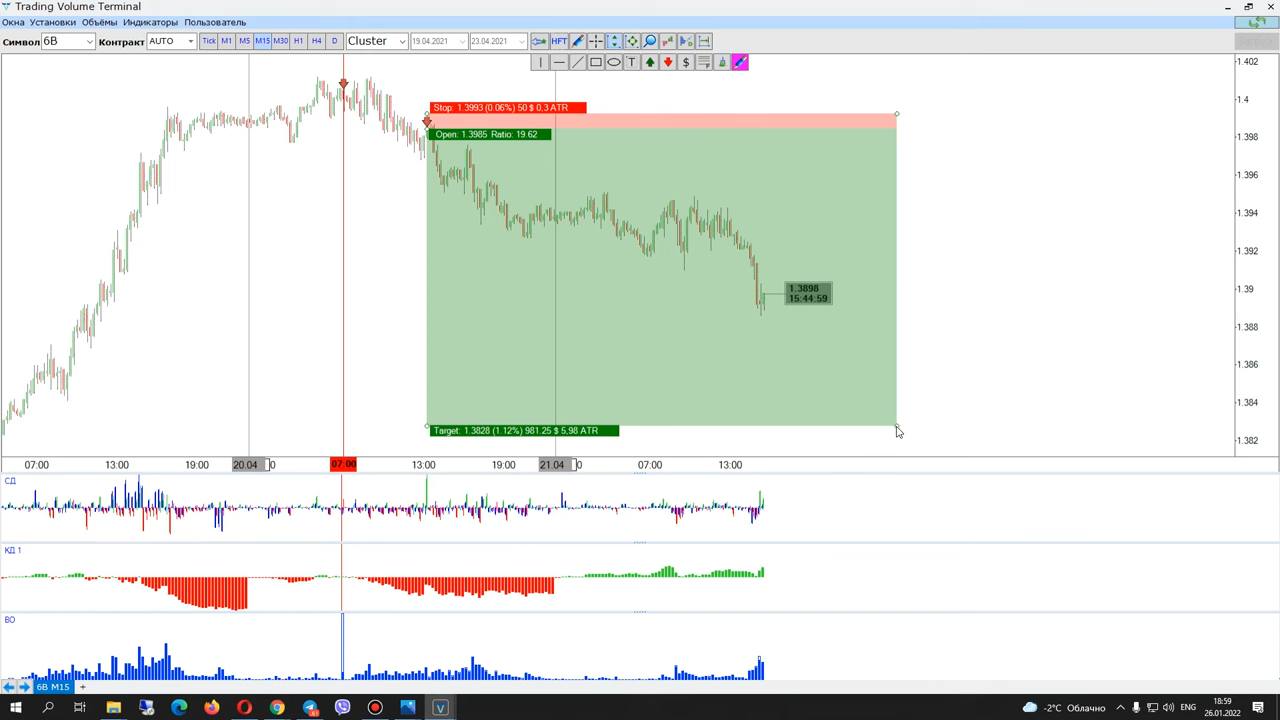 Trading Volume Terminal
Окна Установки Объёмы Индикаторы Пользователь
Символ 6B Контракт AUTO Tick M1 M5 M15 M30 H1 H4 D Cluster 19.04.2021 23.04.2021 HFT
T $
1.402
1.4
Stop: 1.3993 (0.06%) 50 $ 0,3 ATR
Open: 1.3985 Ratio: 19.62
1.398
1.396
1.394
1.392
1.39
1.3898
15:44:59
1.388
1.386
1.384
Target: 1.3828 (1.12%) 981.25 $ 5,98 ATR
1.382
07:00 13:00 19:00 20.04 0 07:00 13:00 19:00 21.04 0 07:00 13:00
СД
КД 1
ВО
6B M15 +
-2°C Облачно ENG 18:59
26.01.2022